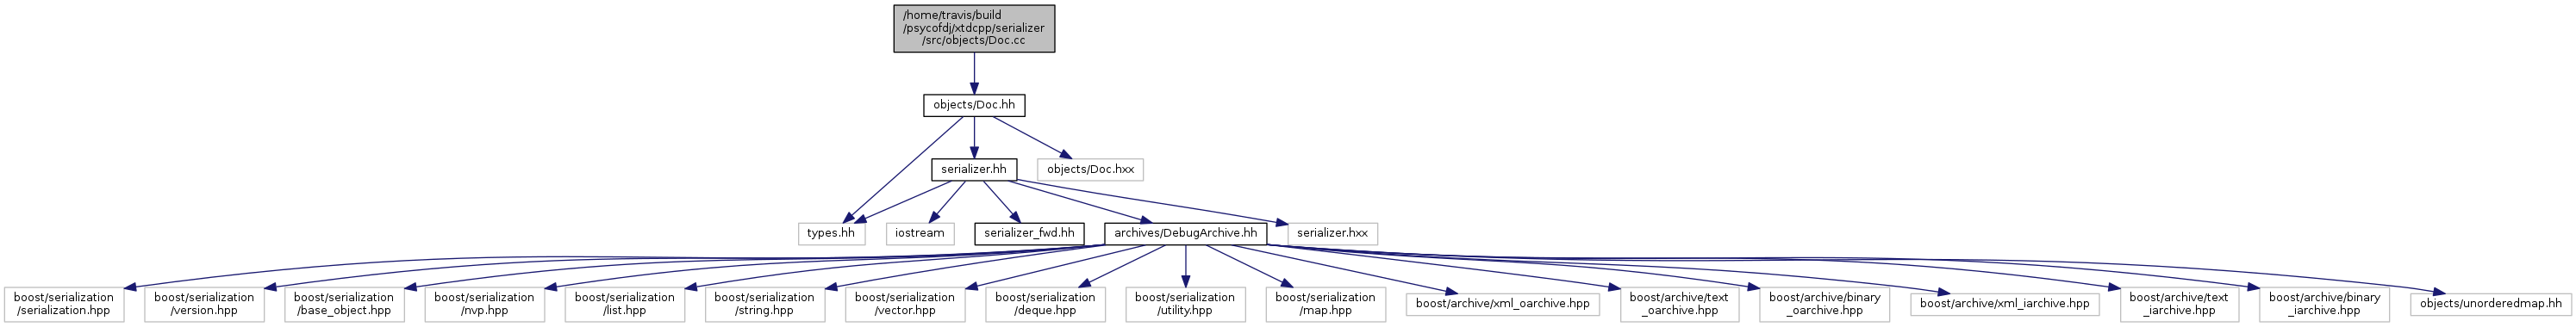 /home/travis/build
/psycofdj/xtdcpp/serializer
/src/objects/Doc.cc
objects/Doc.hh
serializer.hh
objects/Doc.hxx
types.hh
iostream
serializer_fwd.hh
archives/DebugArchive.hh
serializer.hxx
boost/serialization
/serialization.hpp
boost/serialization
/version.hpp
boost/serialization
/base_object.hpp
boost/serialization
/nvp.hpp
boost/serialization
/list.hpp
boost/serialization
/string.hpp
boost/serialization
/vector.hpp
boost/serialization
/deque.hpp
boost/serialization
/utility.hpp
boost/serialization
/map.hpp
boost/archive/xml_oarchive.hpp
boost/archive/text
_oarchive.hpp
boost/archive/binary
_oarchive.hpp
boost/archive/xml_iarchive.hpp
boost/archive/text
_iarchive.hpp
boost/archive/binary
_iarchive.hpp
objects/unorderedmap.hh